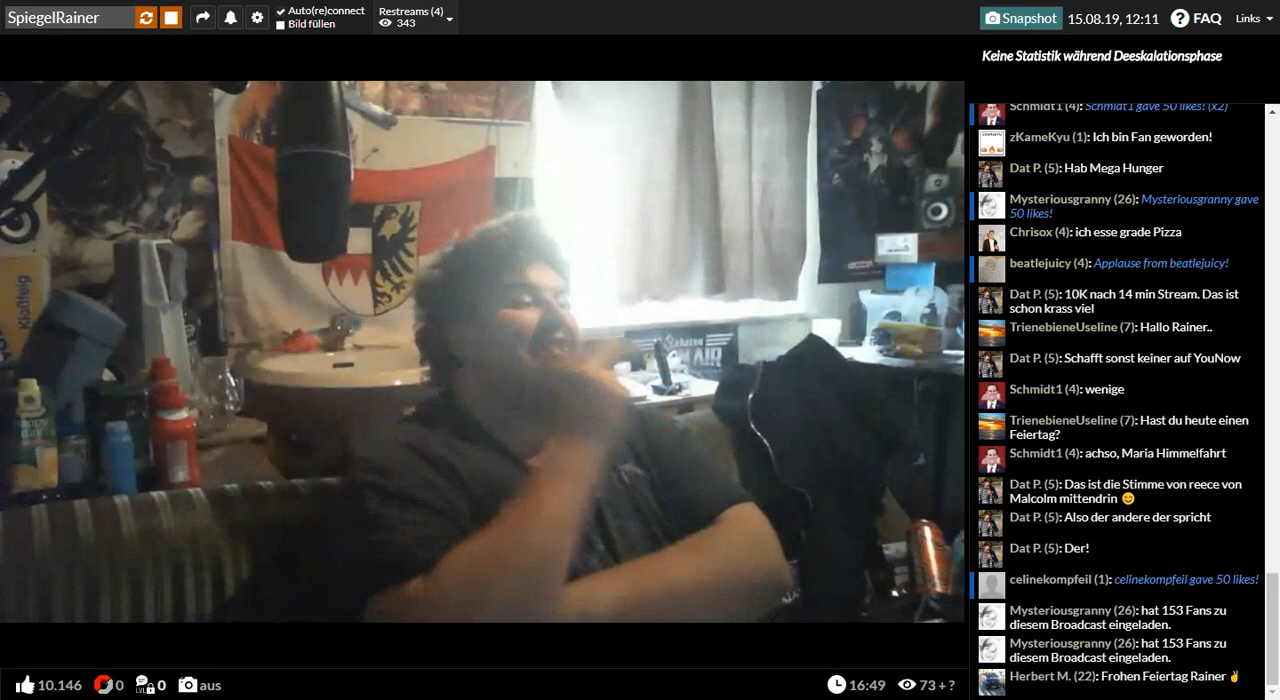 SpiegelRainer
Auto(re)connect
Bild füllen
Restreams (4)
343
Snapshot
15.08.19, 12:11
? FAQ
Links
Keine Statistik während Deeskalationsphase
Schmidt1 (4): Schmidt1 gave 50 likes! (x2)
zKameKyu (1): Ich bin Fan geworden!
Dat P. (5): Hab Mega Hunger
Mysteriousgranny (26): Mysteriousgranny gave
50 likes!
Chrisox (4): ich esse grade Pizza
beatlejuicy (4): Applause from beatlejuicy!
Dat P. (5): 10K nach 14 min Stream. Das ist
schon krass viel
TrienebieneUseline (7): Hallo Rainer..
Dat P. (5): Schafft sonst keiner auf YouNow
Schmidt1 (4): wenige
TrienebieneUseline (7): Hast du heute einen
Feiertag?
Schmidt1 (4): achso, Maria Himmelfahrt
Dat P. (5): Das ist die Stimme von reece von
Malcolm mittendrin 😊
Dat P. (5): Also der andere der spricht
Dat P. (5): Der!
celinekompfeil (1): celinekompfeil gave 50 likes!
Mysteriousgranny (26): hat 153 Fans zu
diesem Broadcast eingeladen.
Mysteriousgranny (26): hat 153 Fans zu
diesem Broadcast eingeladen.
Herbert M. (22): Frohen Feiertag Rainer ✌
10.146
0
LVL
0
aus
16:49
73 + ?
AIR